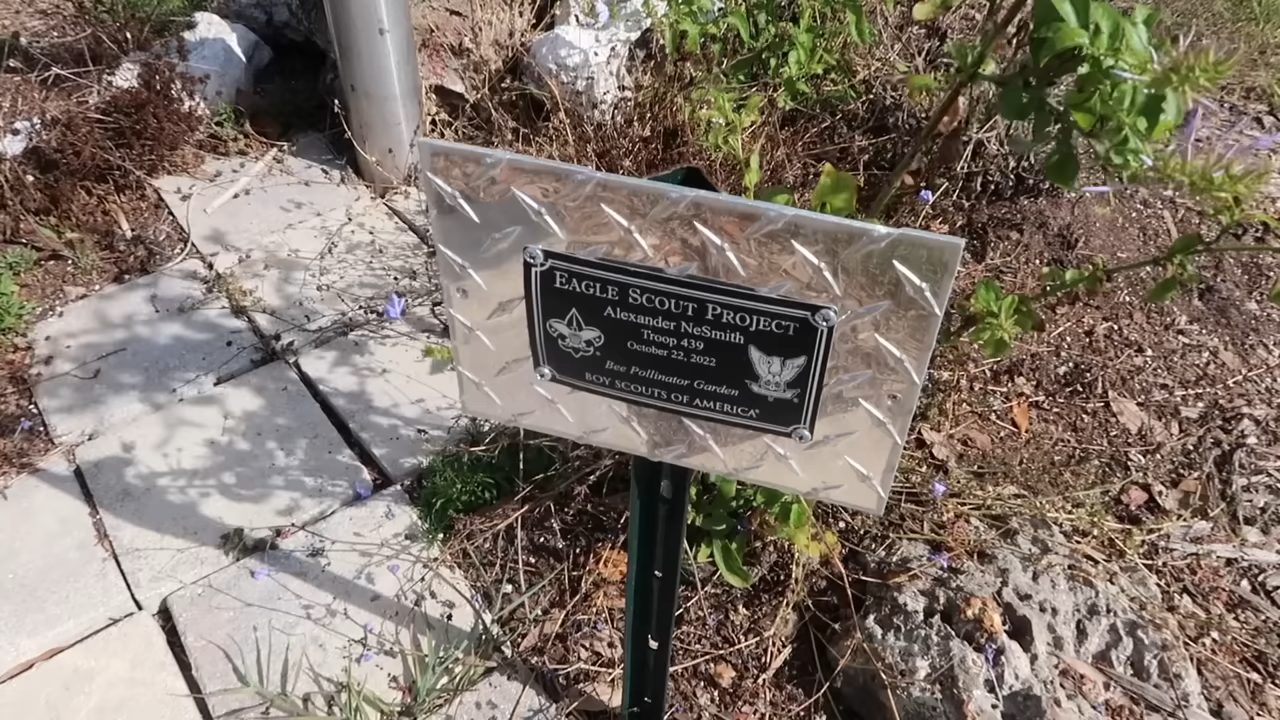 EAGLE SCOUT PROJECT
Alexander NeSmith
Troop 439
October 22, 2022
Bee Pollinator Garden
BOY SCOUTS OF AMERICA®